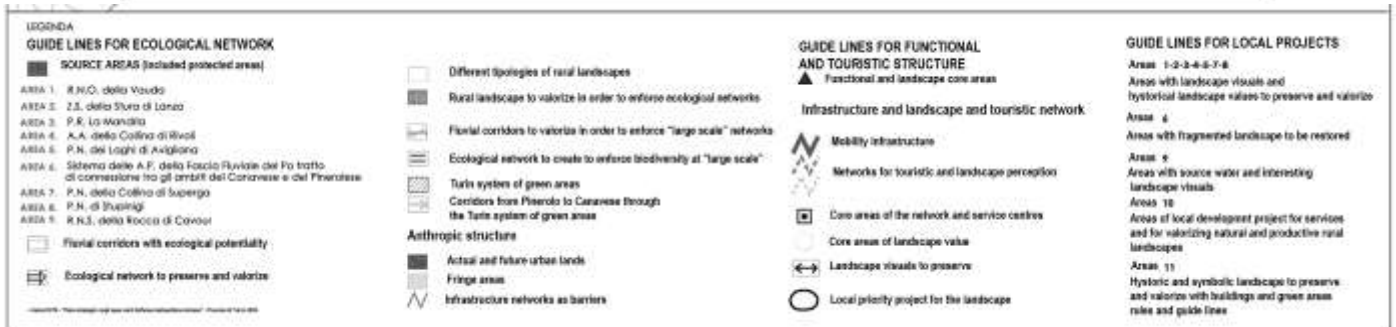 LEGENDA
GUIDE LINES FOR ECOLOGICAL NETWORK
SOURCE AREAS (included protected areas)
AREA 1. R.N.O. della Vauda
AREA 2. Z.S. della Stura di Lanzo
AREA 3. P.R. La Mandria
AREA 4. A.A. della Collina di Rivoli
AREA 5. P.N. dei Laghi di Avigliana
AREA 6. Sistema delle A.P. della Fascia Fluviale del Po tratto
di connessione tra gli ambiti del Canavese e del Pinerolese
AREA 7. P.N. della Collina di Superga
AREA 8. P.N. di Stupinigi
AREA 9. R.N.S. della Rocca di Cavour
Fluvial corridors with ecological potentiality
Ecological network to preserve and valorize
Different tipologies of rural landscapes
Rural landscape to valorize in order to enforce ecological networks
Fluvial corridors to valorize in order to enforce "large scale" networks
Ecological network to create to enforce biodiversity at "large scale"
Turin system of green areas
Corridors from Pinerolo to Canavese through
the Turin system of green areas
Anthropic structure
Actual and future urban lands
Fringe areas
Infrastructure networks as barriers
GUIDE LINES FOR FUNCTIONAL
AND TOURISTIC STRUCTURE
Functional and landscape core areas
Infrastructure and landscape and touristic network
Mobility infrastructure
Networks for touristic and landscape perception
Core areas of the network and service centres
Core areas of landscape value
Landscape visuals to preserve
Local priority project for the landscape
GUIDE LINES FOR LOCAL PROJECTS
Areas 1-2-3-4-5-7-8
Areas with landscape visuals and
hystorical landscape values to preserve and valorize
Areas 6
Areas with fragmented landscape to be restored
Areas 9
Areas with source water and interesting
landscape visuals
Areas 10
Areas of local development project for services
and for valorizing natural and productive rural
landscapes
Areas 11
Hystoric and symbolic landscape to preserve
and valorize with buildings and green areas
rules and guide lines